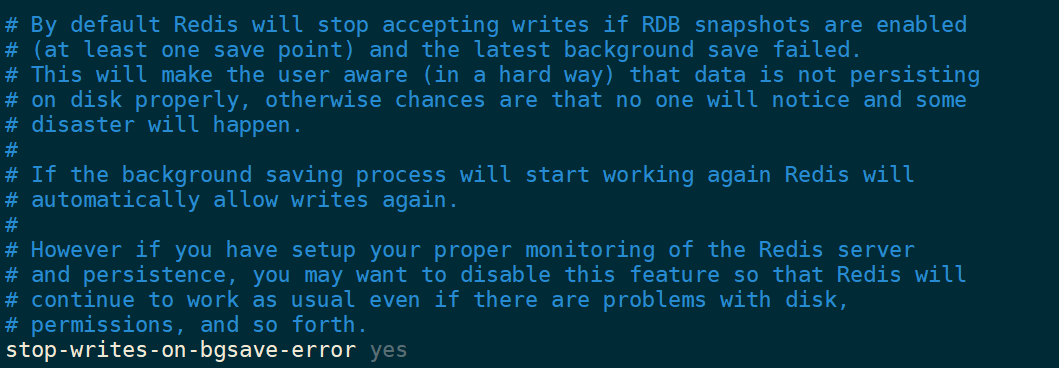 # By default Redis will stop accepting writes if RDB snapshots are enabled
# (at least one save point) and the latest background save failed.
# This will make the user aware (in a hard way) that data is not persisting
# on disk properly, otherwise chances are that no one will notice and some
# disaster will happen.
#
# If the background saving process will start working again Redis will
# automatically allow writes again.
#
# However if you have setup your proper monitoring of the Redis server
# and persistence, you may want to disable this feature so that Redis will
# continue to work as usual even if there are problems with disk,
# permissions, and so forth.
stop-writes-on-bgsave-error yes